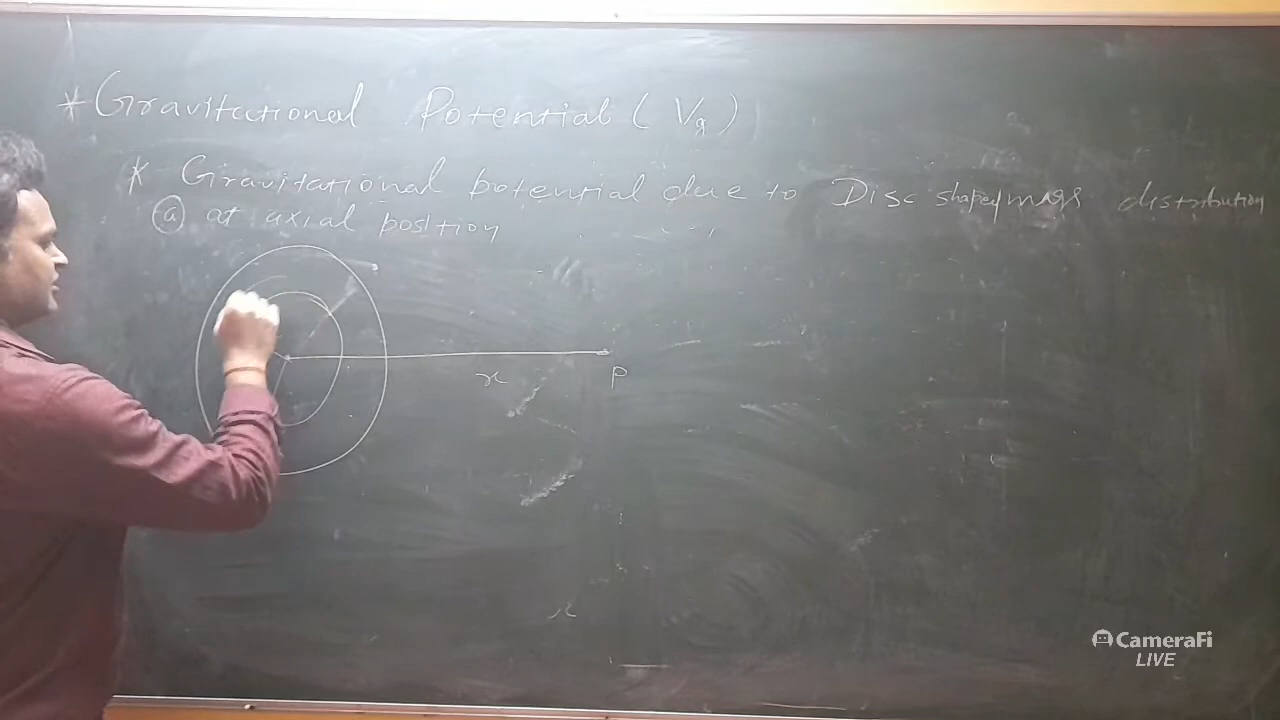 * Gravitational Potential (Vg)
* Gravitational potential due to Disc shaped mass distribution
(a) at axial position
x
P
x
CameraFi
LIVE